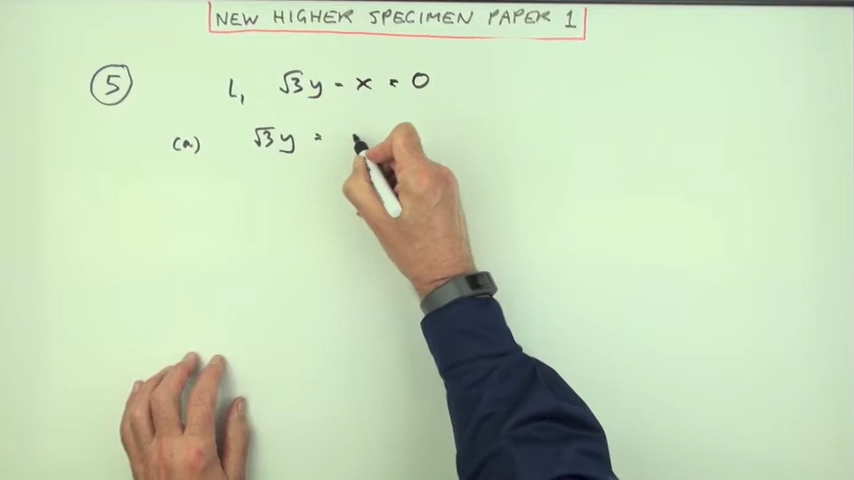 NEW HIGHER SPECIMEN PAPER 1
5 L₁ √3y - x = 0
(a) √3y =